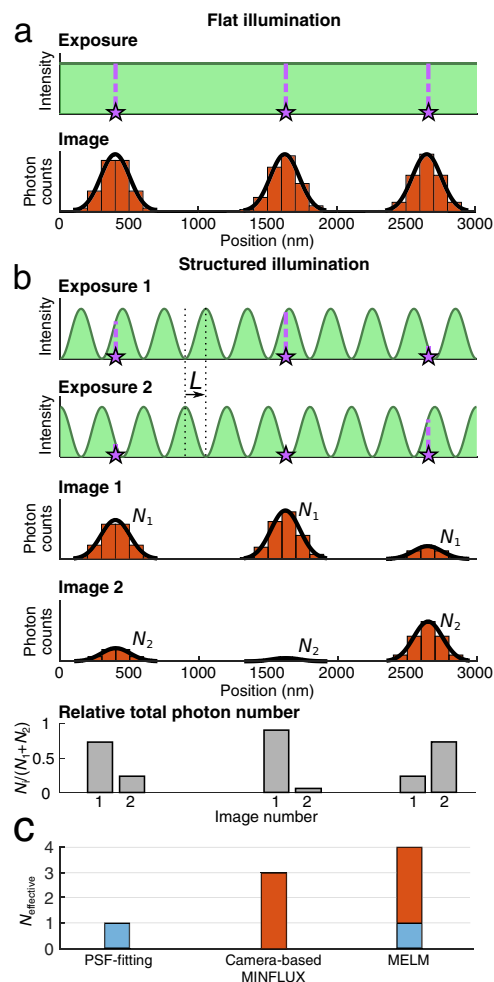 a
Flat illumination
Exposure
Intensity
Image
Photon counts
0 500 1000 1500 2000 2500 3000
Position (nm)
b
Structured illumination
Exposure 1
Intensity
L
Exposure 2
Intensity
Image 1
Photon counts
N₁ N₁ N₁
Image 2
Photon counts
N₂ N₂ N₂
0 500 1000 1500 2000 2500 3000
Position (nm)
Relative total photon number
Nᵢ/(N₁+N₂)
1
0.5
0
1 2 1 2 1 2
Image number
c
N_effective
4
3
2
1
0
PSF-fitting Camera-based MINFLUX MELM